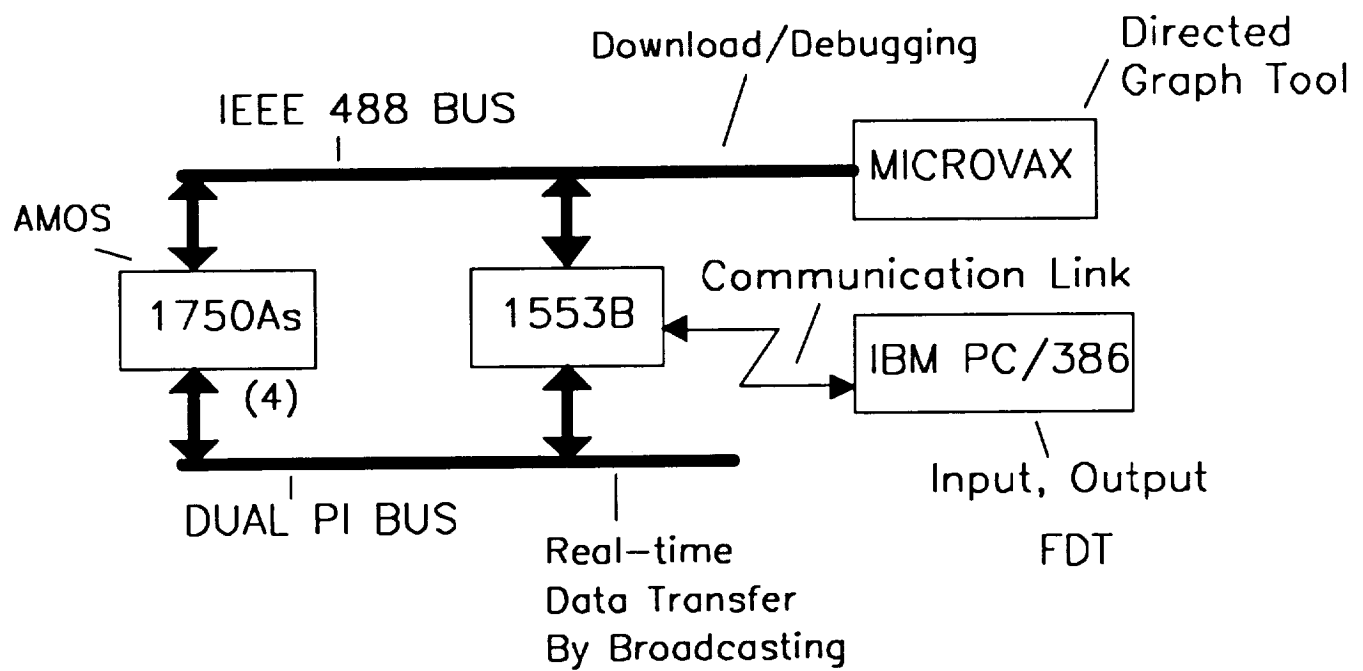 Download/Debugging
Directed
Graph Tool
IEEE 488 BUS
MICROVAX
AMOS
1750As
(4)
1553B
Communication Link
IBM PC/386
Input, Output
FDT
DUAL PI BUS
Real-time
Data Transfer
By Broadcasting